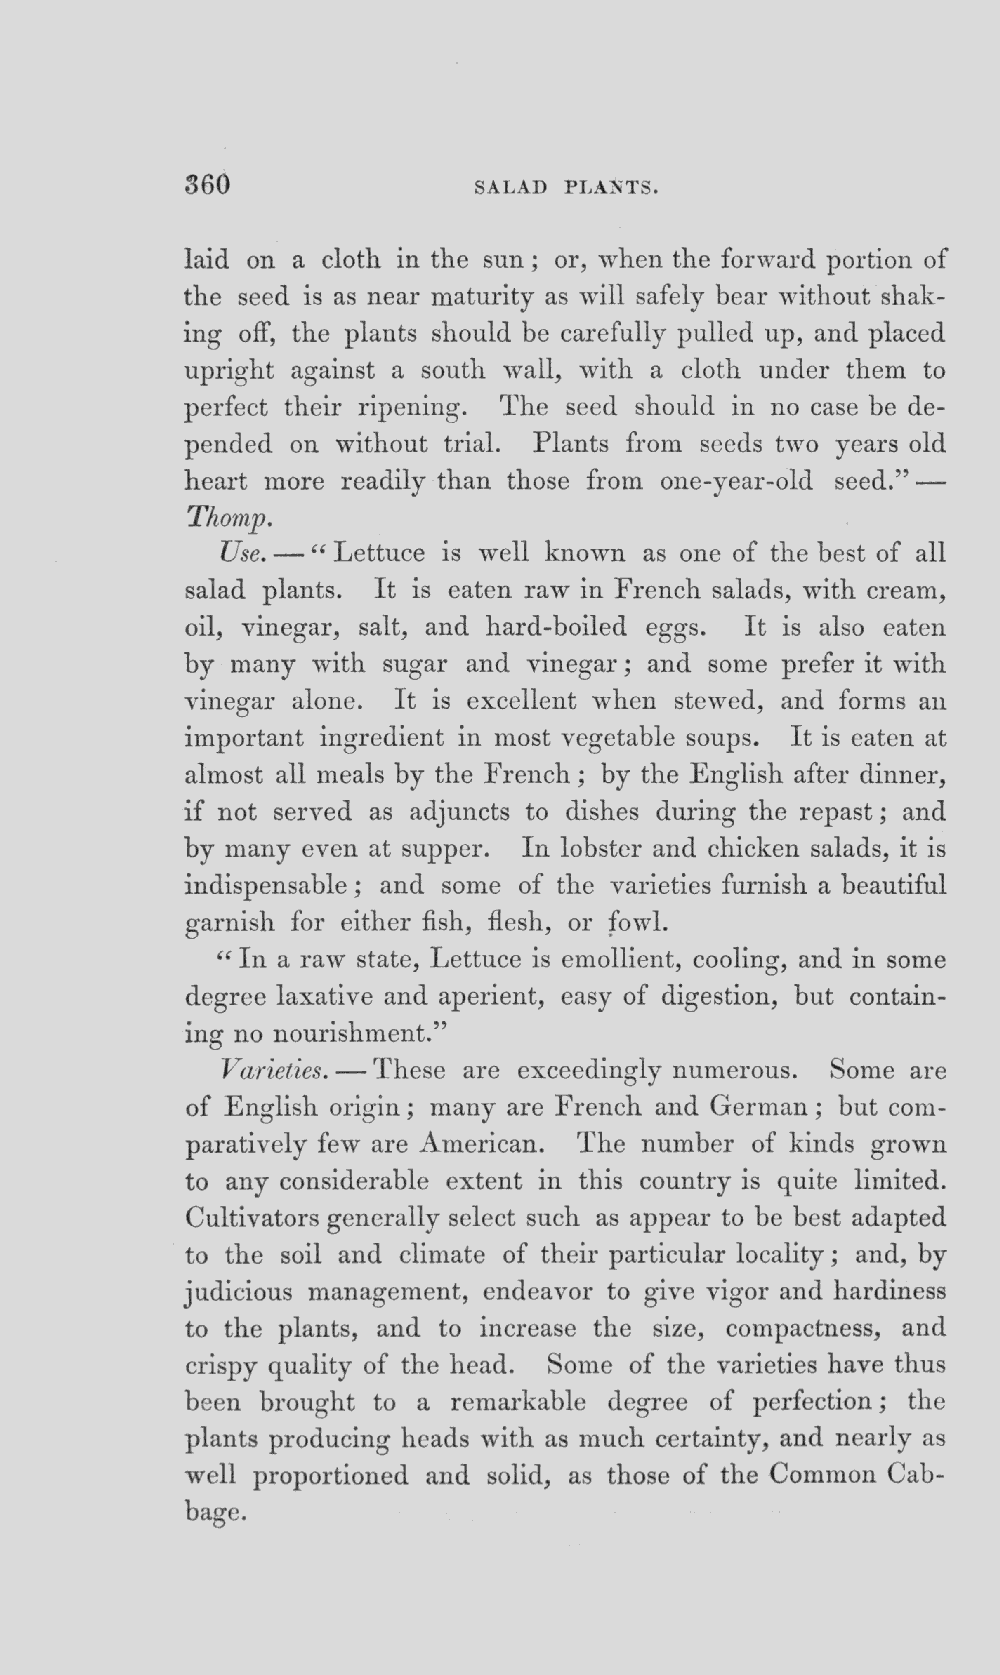 360 SALAD PLANTS.
laid on a cloth in the sun; or, when the forward portion of
the seed is as near maturity as will safely bear without shak-
ing off, the plants should be carefully pulled up, and placed
upright against a south wall, with a cloth under them to
perfect their ripening. The seed should in no case be de-
pended on without trial. Plants from seeds two years old
heart more readily than those from one-year-old seed.” —
Thomp.
Use. — “Lettuce is well known as one of the best of all
salad plants. It is eaten raw in French salads, with cream,
oil, vinegar, salt, and hard-boiled eggs. It is also eaten
by many with sugar and vinegar; and some prefer it with
vinegar alone. It is excellent when stewed, and forms an
important ingredient in most vegetable soups. It is eaten at
almost all meals by the French; by the English after dinner,
if not served as adjuncts to dishes during the repast; and
by many even at supper. In lobster and chicken salads, it is
indispensable; and some of the varieties furnish a beautiful
garnish for either fish, flesh, or fowl.
“In a raw state, Lettuce is emollient, cooling, and in some
degree laxative and aperient, easy of digestion, but contain-
ing no nourishment.”
Varieties. — These are exceedingly numerous. Some are
of English origin; many are French and German; but com-
paratively few are American. The number of kinds grown
to any considerable extent in this country is quite limited.
Cultivators generally select such as appear to be best adapted
to the soil and climate of their particular locality; and, by
judicious management, endeavor to give vigor and hardiness
to the plants, and to increase the size, compactness, and
crispy quality of the head. Some of the varieties have thus
been brought to a remarkable degree of perfection; the
plants producing heads with as much certainty, and nearly as
well proportioned and solid, as those of the Common Cab-
bage.